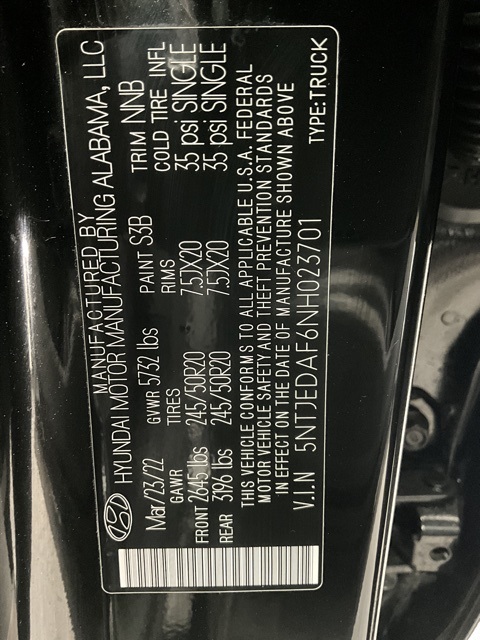 MANUFACTURED BY
HYUNDAI MOTOR MANUFACTURING ALABAMA, LLC
Mar/23/22 GVWR 5732 lbs PAINT S3B TRIM NNB
GAWR TIRES RIMS COLD TIRE INFL
FRONT 2645 lbs 245/50R20 7.5JX20 35 psi SINGLE
REAR 3196 lbs 245/50R20 7.5JX20 35 psi SINGLE
THIS VEHICLE CONFORMS TO ALL APPLICABLE U.S.A. FEDERAL
MOTOR VEHICLE SAFETY AND THEFT PREVENTION STANDARDS
IN EFFECT ON THE DATE OF MANUFACTURE SHOWN ABOVE
V.I.N 5NTJEDAF6NH023701 TYPE:TRUCK